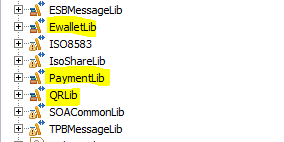 ESBMessageLib
EwalletLib
ISO8583
IsoShareLib
PaymentLib
QRLib
SOACommonLib
TPBMessageLib